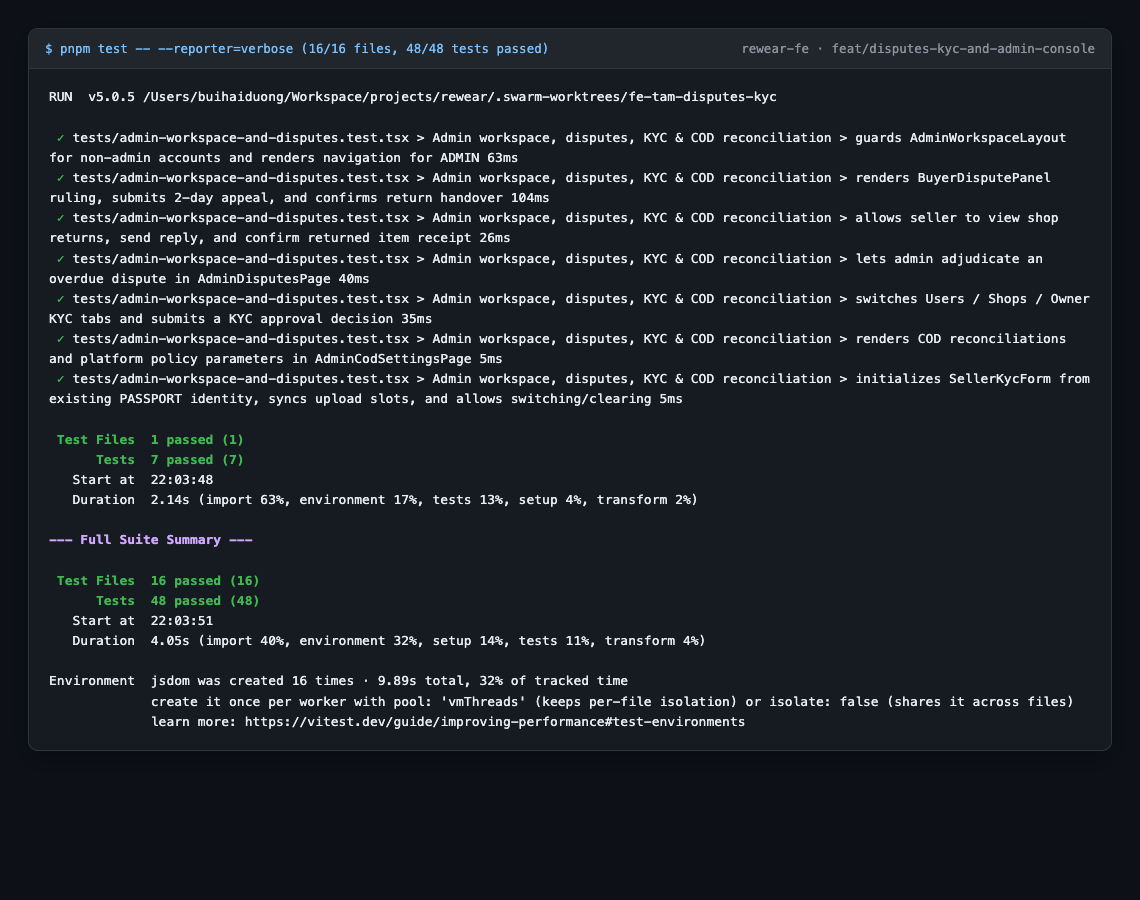 $ pnpm test -- --reporter=verbose (16/16 files, 48/48 tests passed)
rewear-fe · feat/disputes-kyc-and-admin-console
RUN  v5.0.5 /Users/buihaiduong/Workspace/projects/rewear/.swarm-worktrees/fe-tam-disputes-kyc
✓ tests/admin-workspace-and-disputes.test.tsx > Admin workspace, disputes, KYC & COD reconciliation > guards AdminWorkspaceLayout
for non-admin accounts and renders navigation for ADMIN 63ms
✓ tests/admin-workspace-and-disputes.test.tsx > Admin workspace, disputes, KYC & COD reconciliation > renders BuyerDisputePanel
ruling, submits 2-day appeal, and confirms return handover 104ms
✓ tests/admin-workspace-and-disputes.test.tsx > Admin workspace, disputes, KYC & COD reconciliation > allows seller to view shop
returns, send reply, and confirm returned item receipt 26ms
✓ tests/admin-workspace-and-disputes.test.tsx > Admin workspace, disputes, KYC & COD reconciliation > lets admin adjudicate an
overdue dispute in AdminDisputesPage 40ms
✓ tests/admin-workspace-and-disputes.test.tsx > Admin workspace, disputes, KYC & COD reconciliation > switches Users / Shops / Owner
KYC tabs and submits a KYC approval decision 35ms
✓ tests/admin-workspace-and-disputes.test.tsx > Admin workspace, disputes, KYC & COD reconciliation > renders COD reconciliations
and platform policy parameters in AdminCodSettingsPage 5ms
✓ tests/admin-workspace-and-disputes.test.tsx > Admin workspace, disputes, KYC & COD reconciliation > initializes SellerKycForm from
existing PASSPORT identity, syncs upload slots, and allows switching/clearing 5ms
Test Files  1 passed (1)
Tests  7 passed (7)
Start at  22:03:48
Duration  2.14s (import 63%, environment 17%, tests 13%, setup 4%, transform 2%)
--- Full Suite Summary ---
Test Files  16 passed (16)
Tests  48 passed (48)
Start at  22:03:51
Duration  4.05s (import 40%, environment 32%, setup 14%, tests 11%, transform 4%)
Environment  jsdom was created 16 times · 9.89s total, 32% of tracked time
create it once per worker with pool: 'vmThreads' (keeps per-file isolation) or isolate: false (shares it across files)
learn more: https://vitest.dev/guide/improving-performance#test-environments